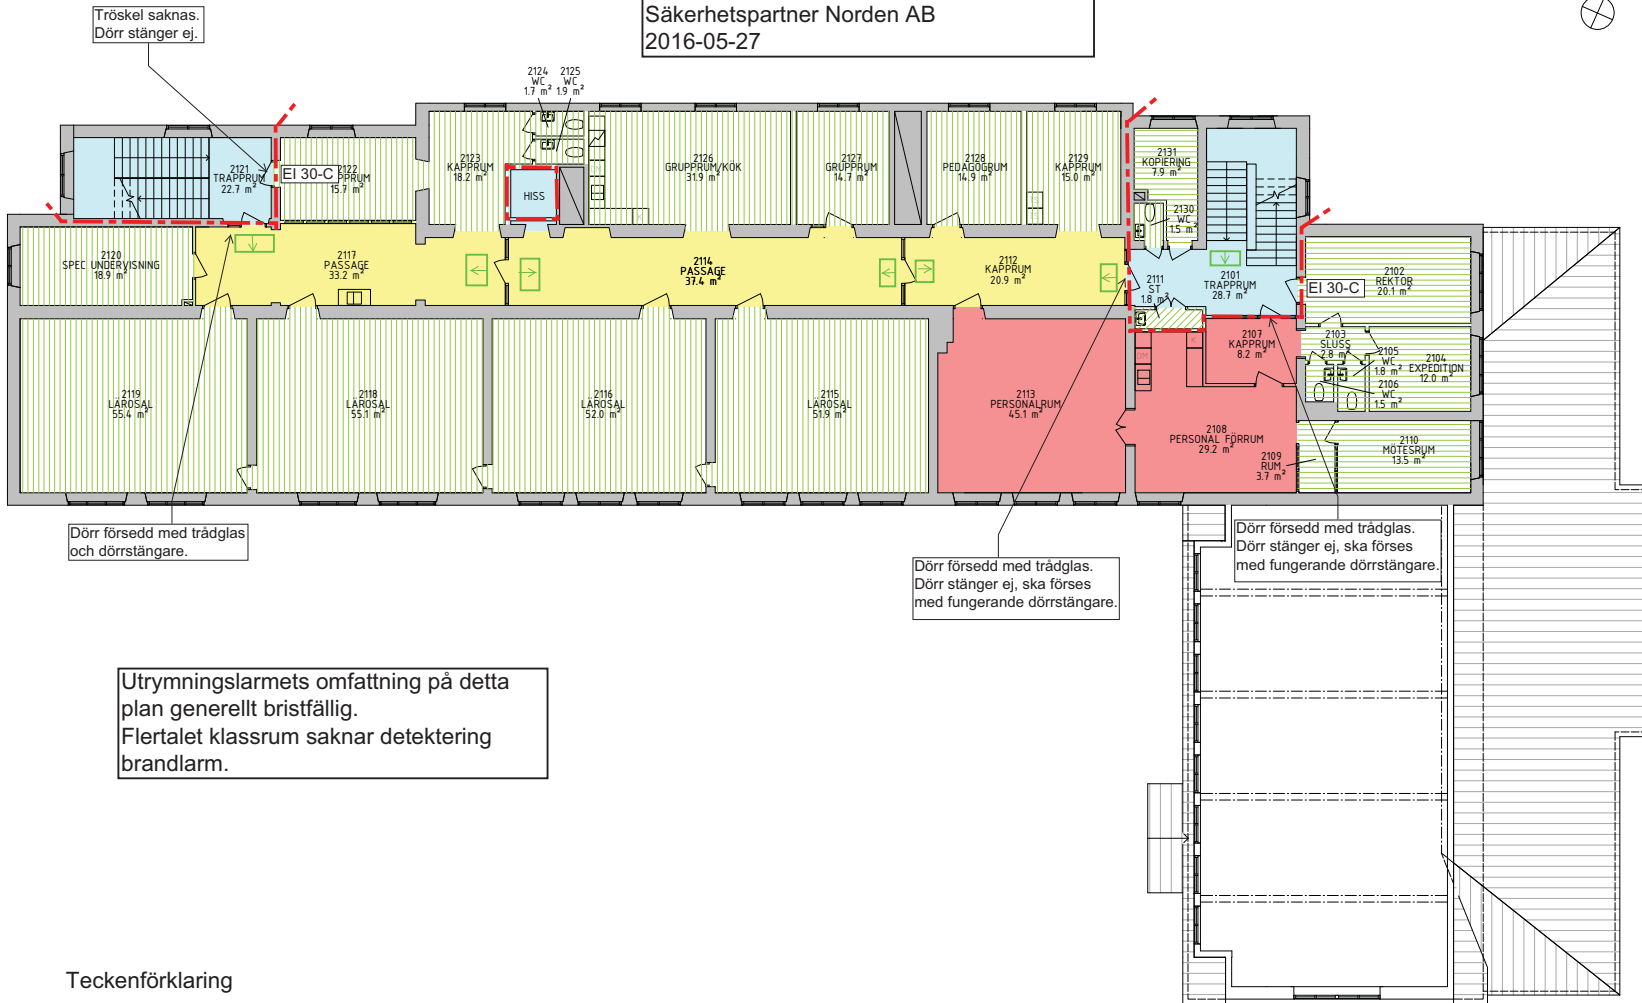 Säkerhetspartner Norden AB
2016-05-27
Tröskel saknas.
Dörr stänger ej.
2124
WC
1.7 m²
2125
WC
1.9 m²
2121
TRAPPRUM
22.7 m²
EI 30-C
2122
PPRUM
15.7 m²
2123
KAPPRUM
18.2 m²
HISS
2126
GRUPPRUM/KÖK
31.9 m²
2127
GRUPPRUM
14.7 m²
2128
PEDAGOGRUM
14.9 m²
2129
KAPPRUM
15.0 m²
2131
KOPIERING
7.9 m²
2130
WC
1.5 m²
2120
SPEC UNDERVISNING
18.9 m²
2117
PASSAGE
33.2 m²
2114
PASSAGE
37.4 m²
2112
KAPPRUM
20.9 m²
2111
ST
1.8 m²
2101
TRAPPRUM
28.7 m²
EI 30-C
2102
REKTOR
20.1 m²
2107
KAPPRUM
8.2 m²
2103
SLUSS
2.8 m²
2105
WC
1.8 m²
2104
EXPEDITION
12.0 m²
2106
WC
1.5 m²
DM
K
2119
LÄROSAL
55.4 m²
2118
LÄROSAL
55.1 m²
2116
LÄROSAL
52.0 m²
2115
LÄROSAL
51.9 m²
2113
PERSONALRUM
45.1 m²
2108
PERSONAL FÖRRUM
29.2 m²
2109
RUM
3.7 m²
2110
MÖTESRUM
13.5 m²
Dörr försedd med trådglas
och dörrstängare.
Dörr försedd med trådglas.
Dörr stänger ej, ska förses
med fungerande dörrstängare.
Dörr försedd med trådglas.
Dörr stänger ej, ska förses
med fungerande dörrstängare.
Utrymningslarmets omfattning på detta
plan generellt bristfällig.
Flertalet klassrum saknar detektering
brandlarm.
Teckenförklaring